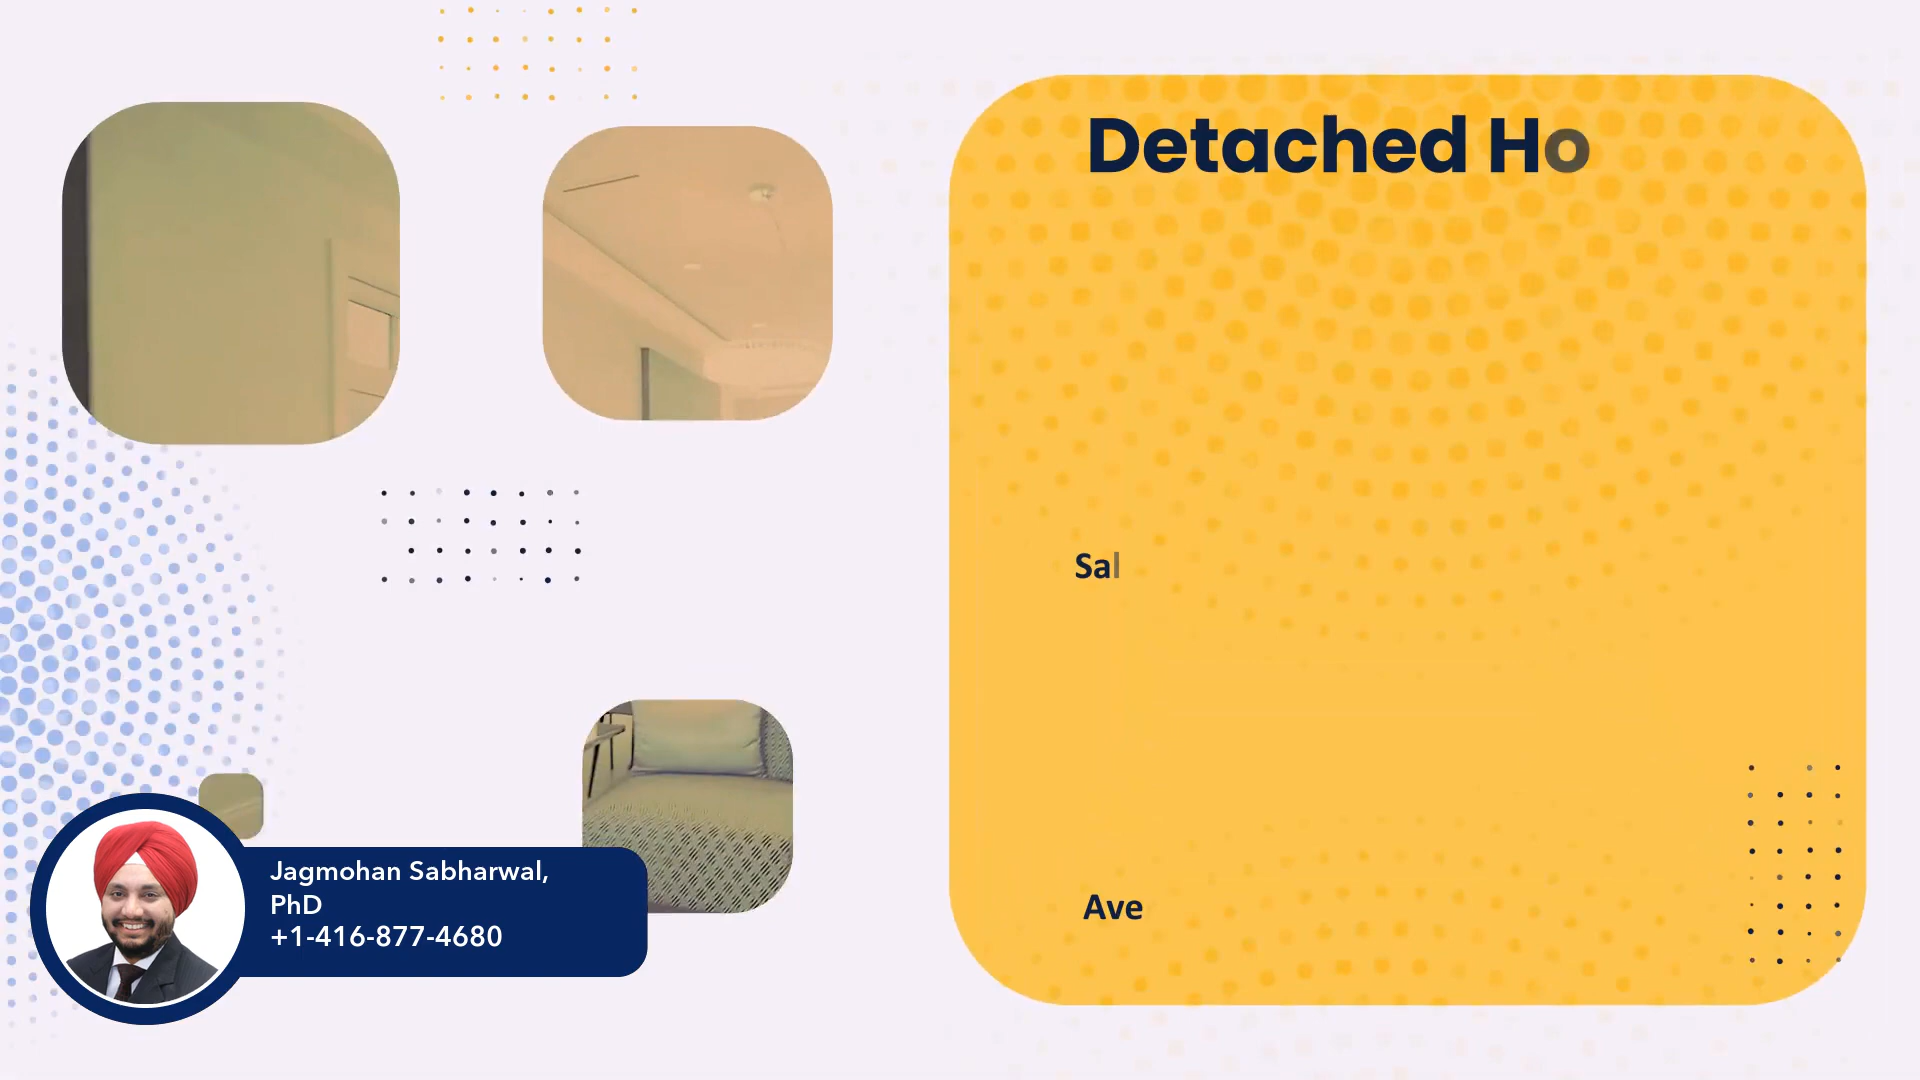 Detached Ho
Sal
Ave
Jagmohan Sabharwal,
PhD
+1-416-877-4680